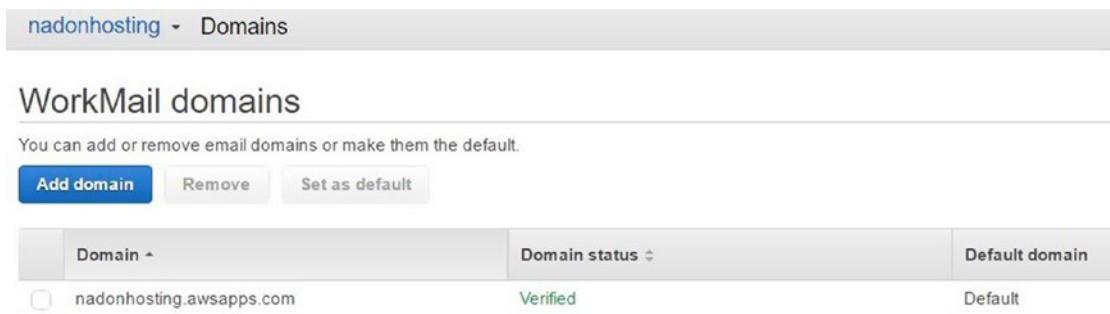 nadonhosting Domains
WorkMail domains
You can add or remove email domains or make them the default.
Add domain Remove Set as default
Domain Domain status Default domain
nadonhosting.awsapps.com Verified Default